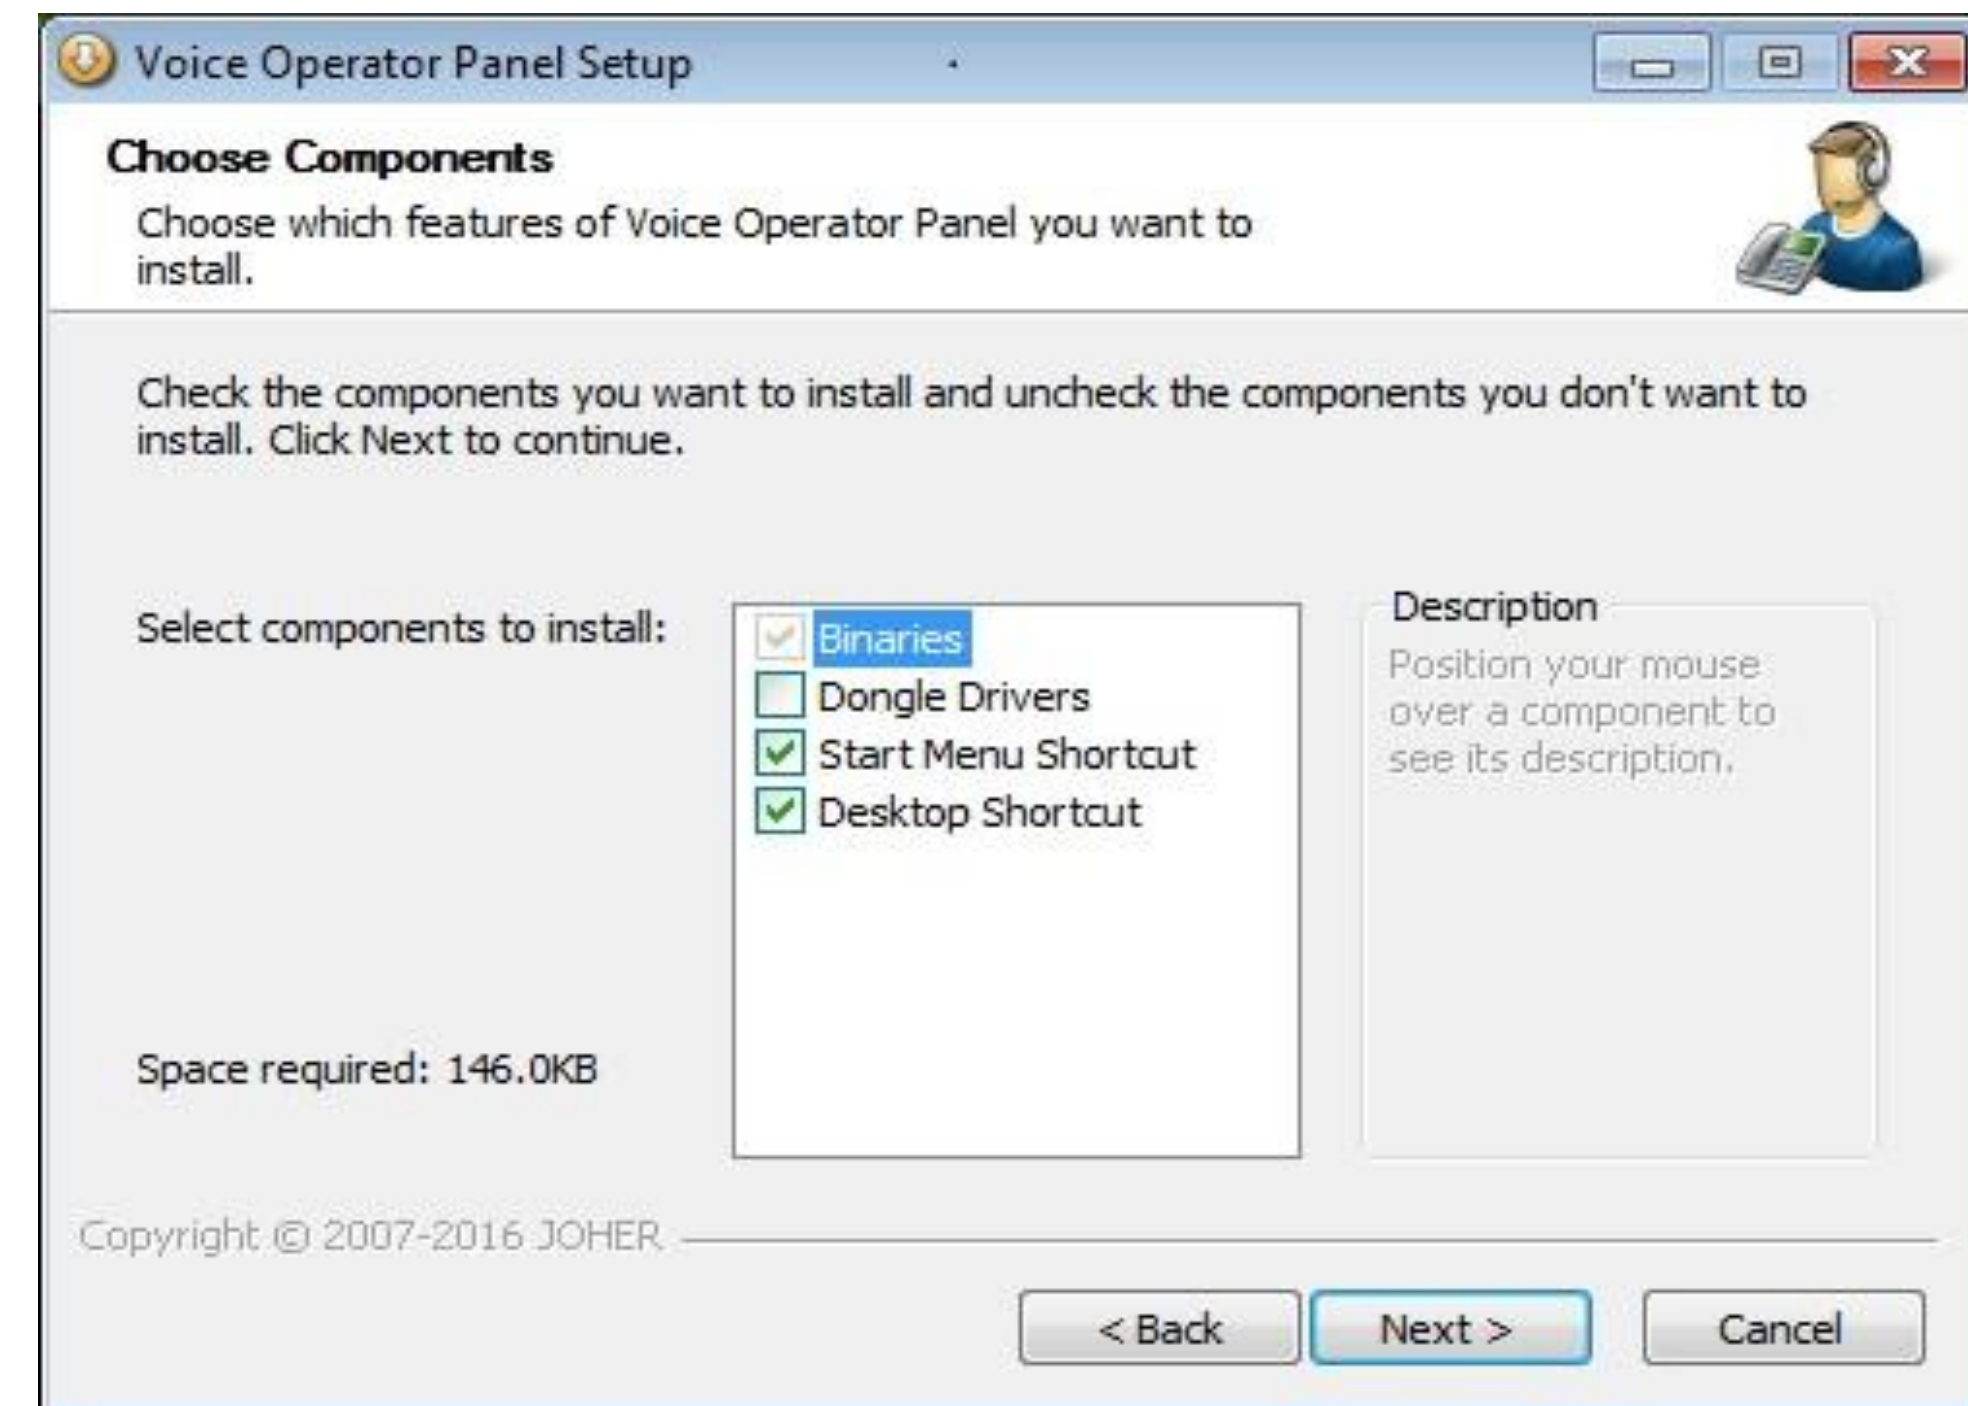 Voice Operator Panel Setup
Choose Components
Choose which features of Voice Operator Panel you want to
install.
Check the components you want to install and uncheck the components you don't want to
install. Click Next to continue.
Select components to install:
Binaries
Dongle Drivers
Start Menu Shortcut
Desktop Shortcut
Description
Position your mouse
over a component to
see its description.
Space required: 146.0KB
Copyright © 2007-2016 JOHER
< Back
Next >
Cancel